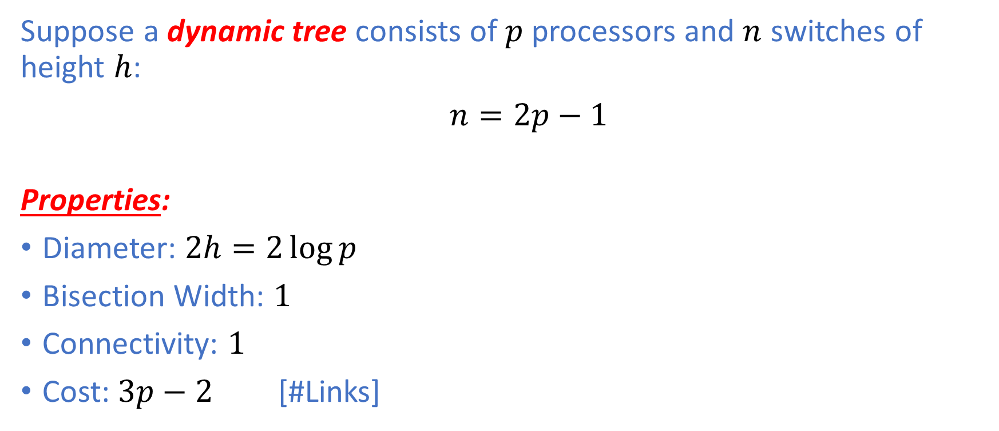 Suppose a dynamic tree consists of p processors and n switches of
height h:
n = 2p − 1
Properties:
• Diameter: 2h = 2 log p
• Bisection Width: 1
• Connectivity: 1
• Cost: 3p − 2 [#Links]